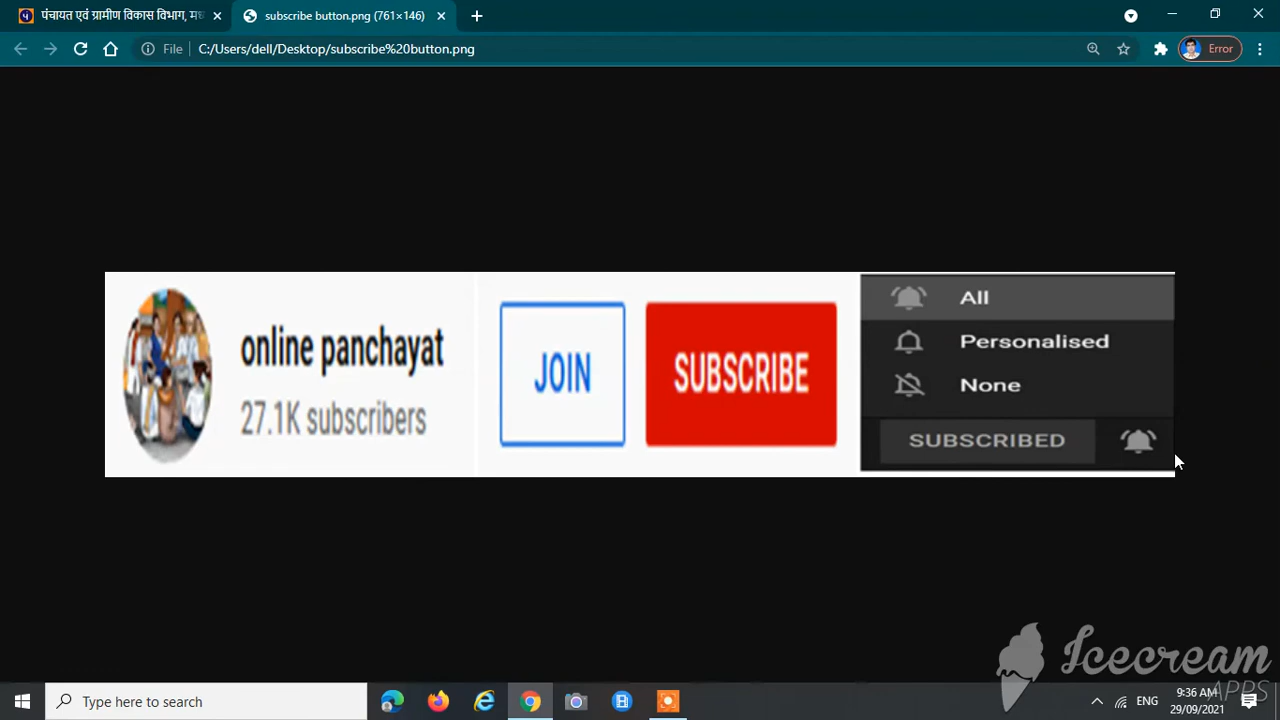 पंचायत एवं ग्रामीण विकास विभाग, मध
subscribe button.png (761×146)
File
C:/Users/dell/Desktop/subscribe%20button.png
Error
online panchayat
27.1K subscribers
JOIN
SUBSCRIBE
All
Personalised
None
SUBSCRIBED
Icecream
APPS
Type here to search
ENG
9:36 AM
29/09/2021